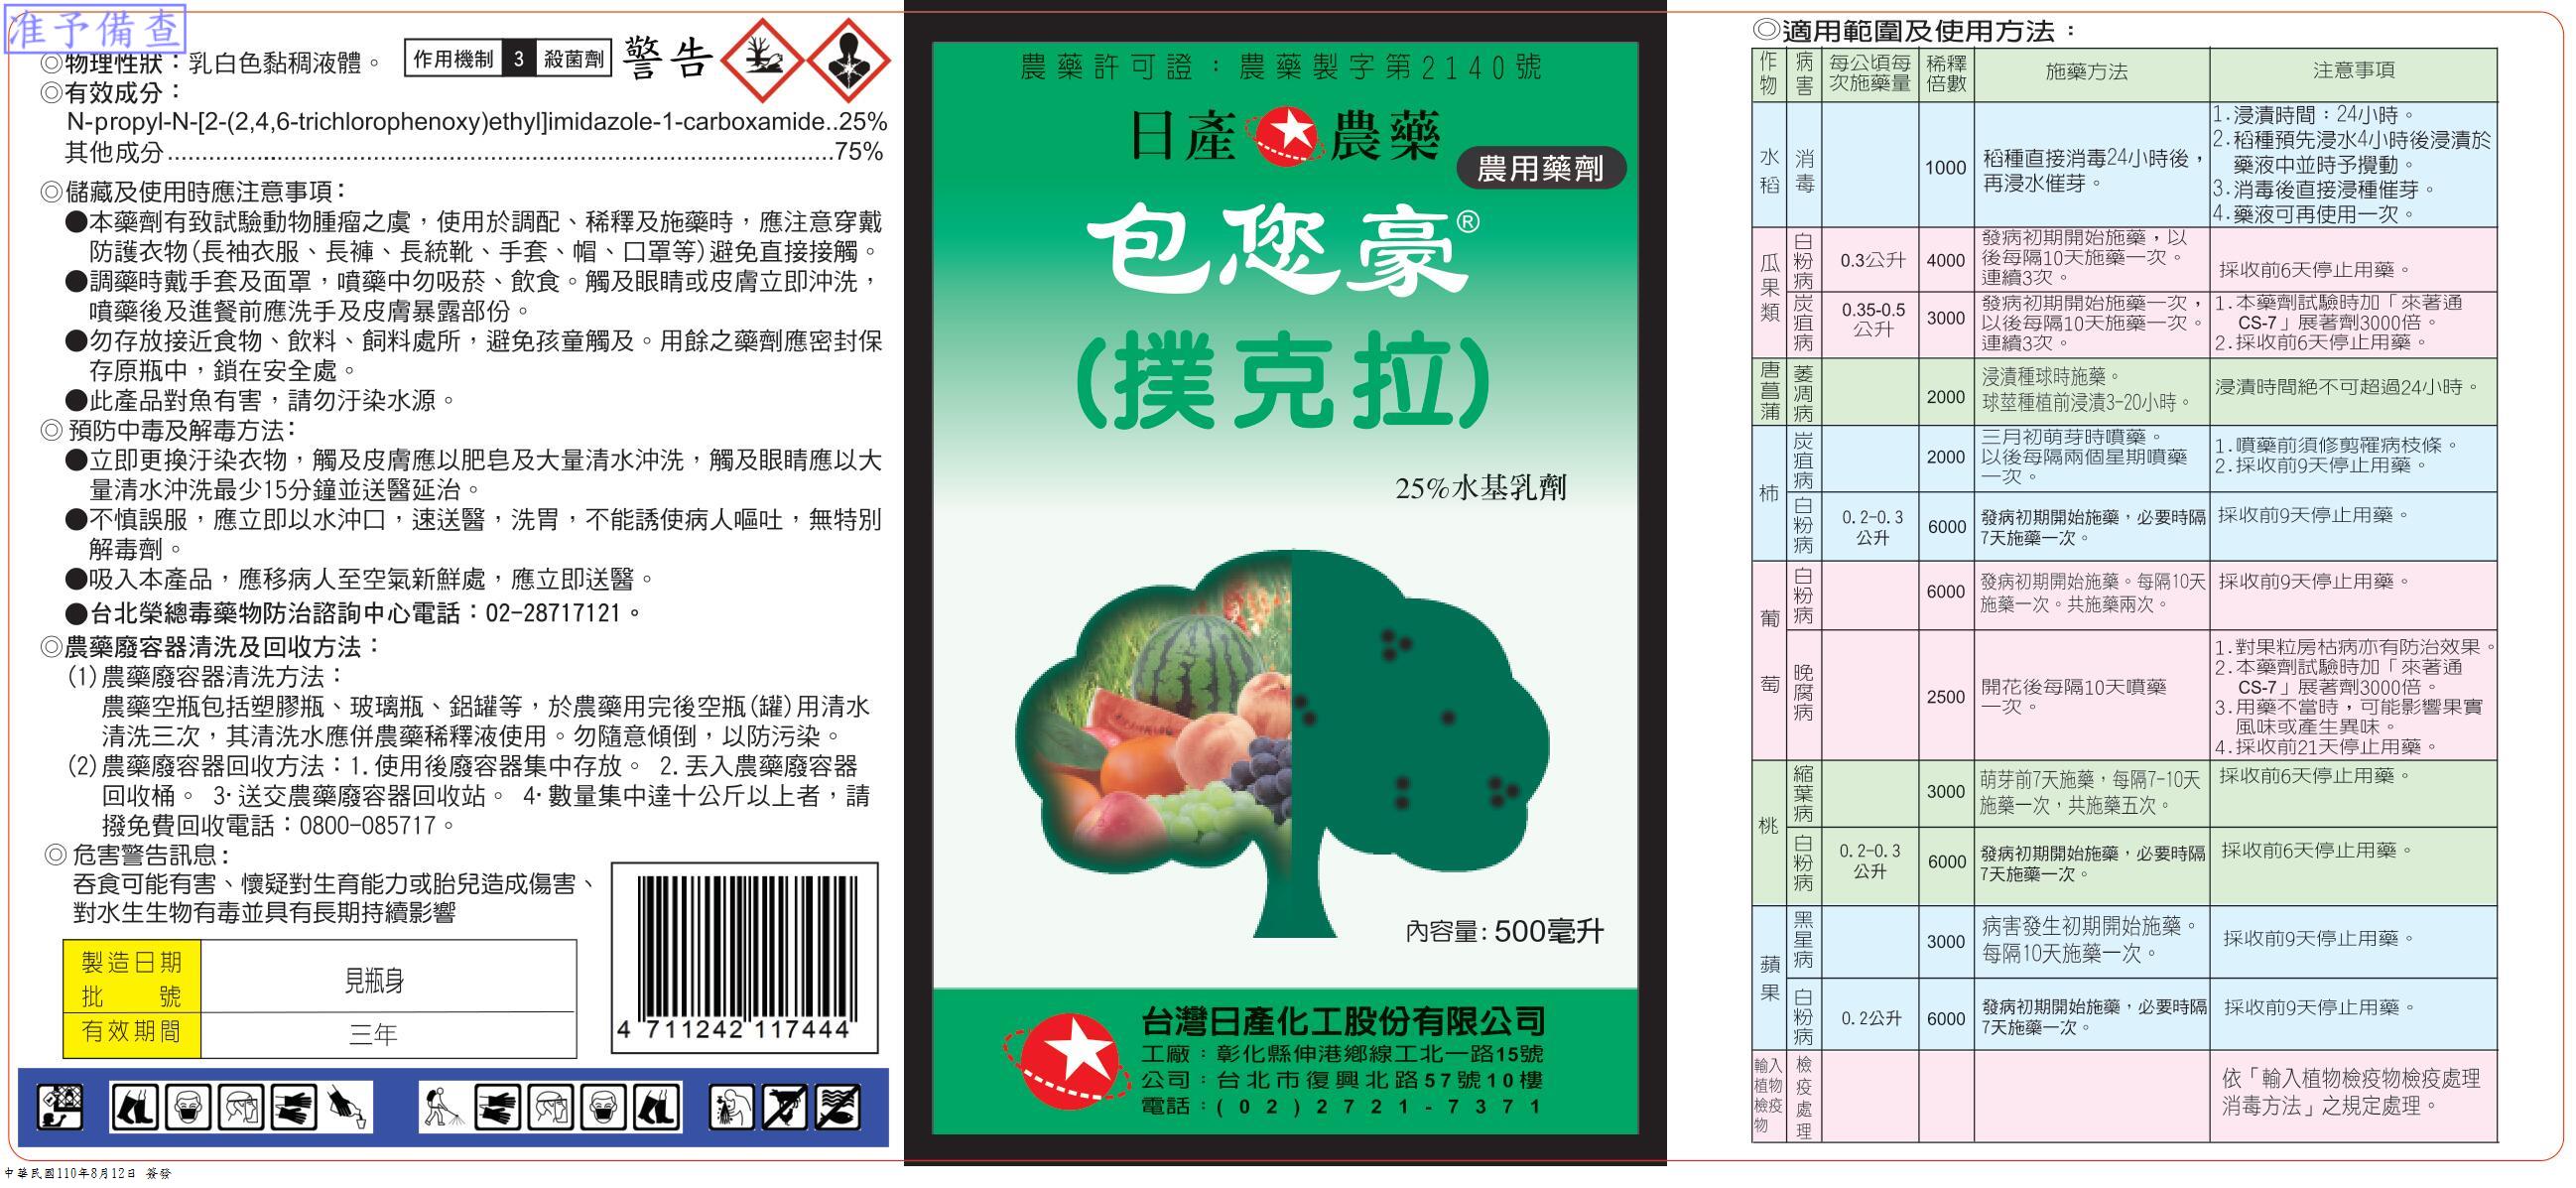 准予備查
◎物理性狀：乳白色黏稠液體。
作用機制 3 殺菌劑
警告
◎有效成分：
N-propyl-N-[2-(2,4,6-trichlorophenoxy)ethyl]imidazole-1-carboxamide..25%
其他成分..........75%
◎儲藏及使用時應注意事項:
●本藥劑有致試驗動物腫瘤之虞，使用於調配、稀釋及施藥時，應注意穿戴
防護衣物(長袖衣服、長褲、長統靴、手套、帽、口罩等)避免直接接觸。
●調藥時戴手套及面罩，噴藥中勿吸菸、飲食。觸及眼睛或皮膚立即沖洗，
噴藥後及進餐前應洗手及皮膚暴露部份。
●勿存放接近食物、飲料、飼料處所，避免孩童觸及。用餘之藥劑應密封保
存原瓶中，鎖在安全處。
●此產品對魚有害，請勿汙染水源。
◎預防中毒及解毒方法:
●立即更換汙染衣物，觸及皮膚應以肥皂及大量清水沖洗，觸及眼睛應以大
量清水沖洗最少15分鐘並送醫延治。
●不慎誤服，應立即以水沖口，速送醫，洗胃，不能誘使病人嘔吐，無特別
解毒劑。
●吸入本產品，應移病人至空氣新鮮處，應立即送醫。
●台北榮總毒藥物防治諮詢中心電話：02-28717121。
◎農藥廢容器清洗及回收方法：
(1)農藥廢容器清洗方法：
農藥空瓶包括塑膠瓶、玻璃瓶、鋁罐等，於農藥用完後空瓶(罐)用清水
清洗三次，其清洗水應併農藥稀釋液使用。勿隨意傾倒，以防污染。
(2)農藥廢容器回收方法：1.使用後廢容器集中存放。 2.丟入農藥廢容器
回收桶。 3·送交農藥廢容器回收站。 4·數量集中達十公斤以上者，請
撥免費回收電話：0800-085717。
◎危害警告訊息:
吞食可能有害、懷疑對生育能力或胎兒造成傷害、
對水生生物有毒並具有長期持續影響
製造日期
批 號
見瓶身
有效期間
三年
4 711242 117444
中華民國110年8月12日 簽發
農藥許可證：農藥製字第2140號
日產 農藥
農用藥劑
包您豪®
(撲克拉)
25%水基乳劑
內容量: 500毫升
台灣日產化工股份有限公司
工廠：彰化縣伸港鄉線工北一路15號
公司：台北市復興北路57號10樓
電話：(02)2721-7371
◎適用範圍及使用方法：
作物 病害 每公頃每次施藥量 稀釋倍數 施藥方法 注意事項
水稻 消毒 1000
稻種直接消毒24小時後，
再浸水催芽。
1.浸漬時間：24小時。
2.稻種預先浸水4小時後浸漬於
藥液中並時予攪動。
3.消毒後直接浸種催芽。
4.藥液可再使用一次。
瓜果類 白粉病 0.3公升 4000
發病初期開始施藥，以
後每隔10天施藥一次。
連續3次。
採收前6天停止用藥。
炭疽病 0.35-0.5公升 3000
發病初期開始施藥一次，
以後每隔10天施藥一次。
連續3次。
1.本藥劑試驗時加「來著通
CS-7」展著劑3000倍。
2.採收前6天停止用藥。
唐菖蒲 萎凋病 2000
浸漬種球時施藥。
球莖種植前浸漬3-20小時。
浸漬時間絕不可超過24小時。
柿 炭疽病 2000
三月初萌芽時噴藥。
以後每隔兩個星期噴藥
一次。
1.噴藥前須修剪罹病枝條。
2.採收前9天停止用藥。
白粉病 0.2-0.3公升 6000
發病初期開始施藥，必要時隔
7天施藥一次。
採收前9天停止用藥。
葡萄 白粉病 6000
發病初期開始施藥。每隔10天
施藥一次。共施藥兩次。
採收前9天停止用藥。
晚腐病 2500
開花後每隔10天噴藥
一次。
1.對果粒房枯病亦有防治效果。
2.本藥劑試驗時加「來著通
CS-7」展著劑3000倍。
3.用藥不當時，可能影響果實
風味或產生異味。
4.採收前21天停止用藥。
桃 縮葉病 3000
萌芽前7天施藥，每隔7-10天
施藥一次，共施藥五次。
採收前6天停止用藥。
白粉病 0.2-0.3公升 6000
發病初期開始施藥，必要時隔
7天施藥一次。
採收前6天停止用藥。
蘋果 黑星病 3000
病害發生初期開始施藥。
每隔10天施藥一次。
採收前9天停止用藥。
白粉病 0.2公升 6000
發病初期開始施藥，必要時隔
7天施藥一次。
採收前9天停止用藥。
輸入植物檢疫物 檢疫處理
依「輸入植物檢疫物檢疫處理
消毒方法」之規定處理。